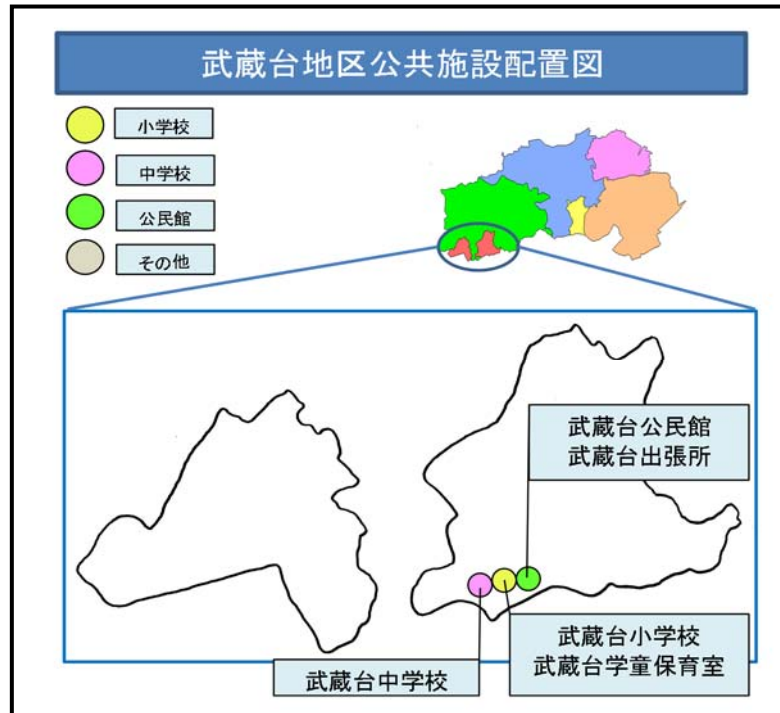 武蔵台地区公共施設配置図
小学校
中学校
公民館
その他
武蔵台公民館
武蔵台出張所
武蔵台小学校
武蔵台学童保育室
武蔵台中学校